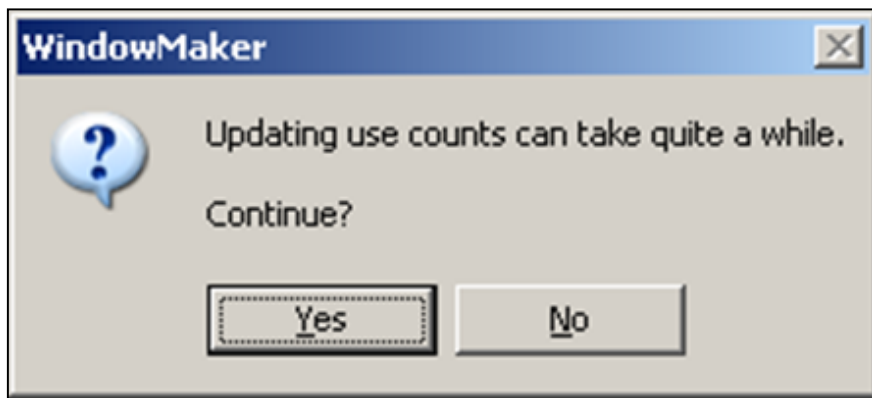 WindowMaker
Updating use counts can take quite a while.
Continue?
Yes No